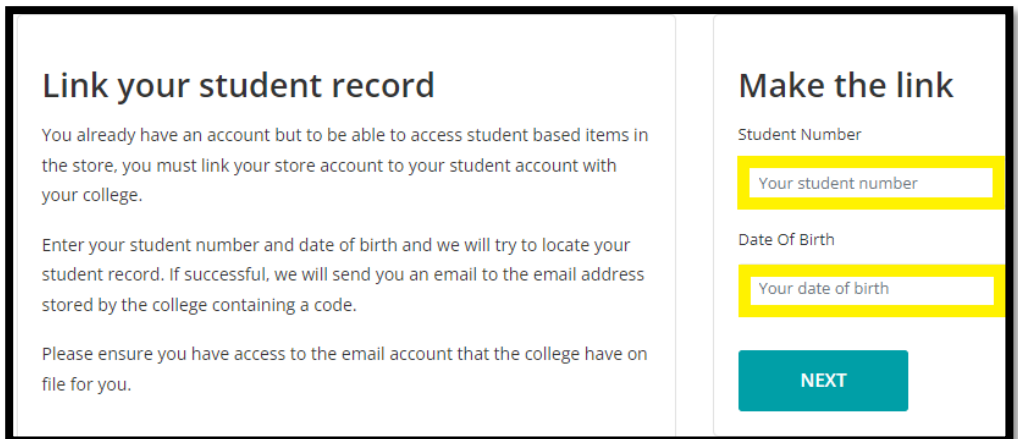 Link your student record
You already have an account but to be able to access student based items in
the store, you must link your store account to your student account with
your college.
Enter your student number and date of birth and we will try to locate your
student record. If successful, we will send you an email to the email address
stored by the college containing a code.
Please ensure you have access to the email account that the college have on
file for you.
Make the link
Student Number
Your student number
Date Of Birth
Your date of birth
NEXT